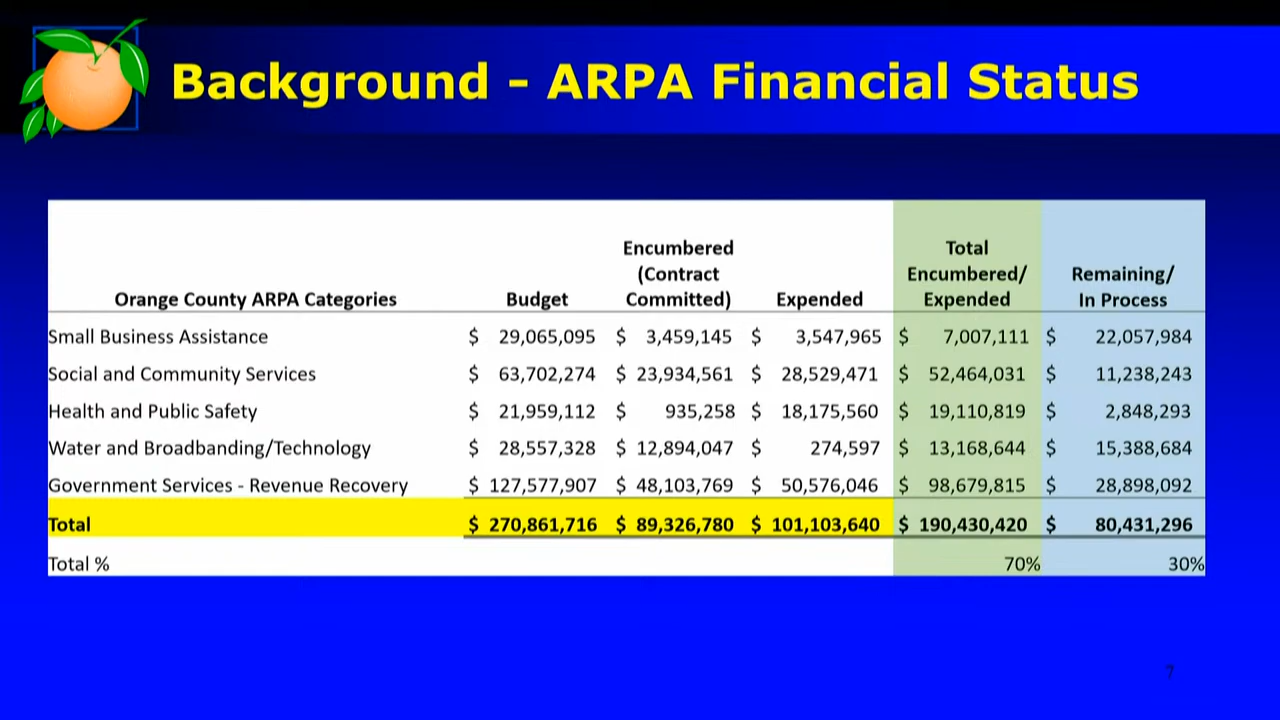 Background - ARPA Financial Status
Encumbered Total
(Contract Encumbered/ Remaining/
Orange County ARPA Categories Budget Committed) Expended Expended In Process
Small Business Assistance $ 29,065,095 $ 3,459,145 $ 3,547,965 $ 7,007,111 $ 22,057,984
Social and Community Services $ 63,702,274 $ 23,934,561 $ 28,529,471 $ 52,464,031 $ 11,238,243
Health and Public Safety $ 21,959,112 $ 935,258 $ 18,175,560 $ 19,110,819 $ 2,848,293
Water and Broadbanding/Technology $ 28,557,328 $ 12,894,047 $ 274,597 $ 13,168,644 $ 15,388,684
Government Services - Revenue Recovery $ 127,577,907 $ 48,103,769 $ 50,576,046 $ 98,679,815 $ 28,898,092
Total $ 270,861,716 $ 89,326,780 $ 101,103,640 $ 190,430,420 $ 80,431,296
Total % 70% 30%
7